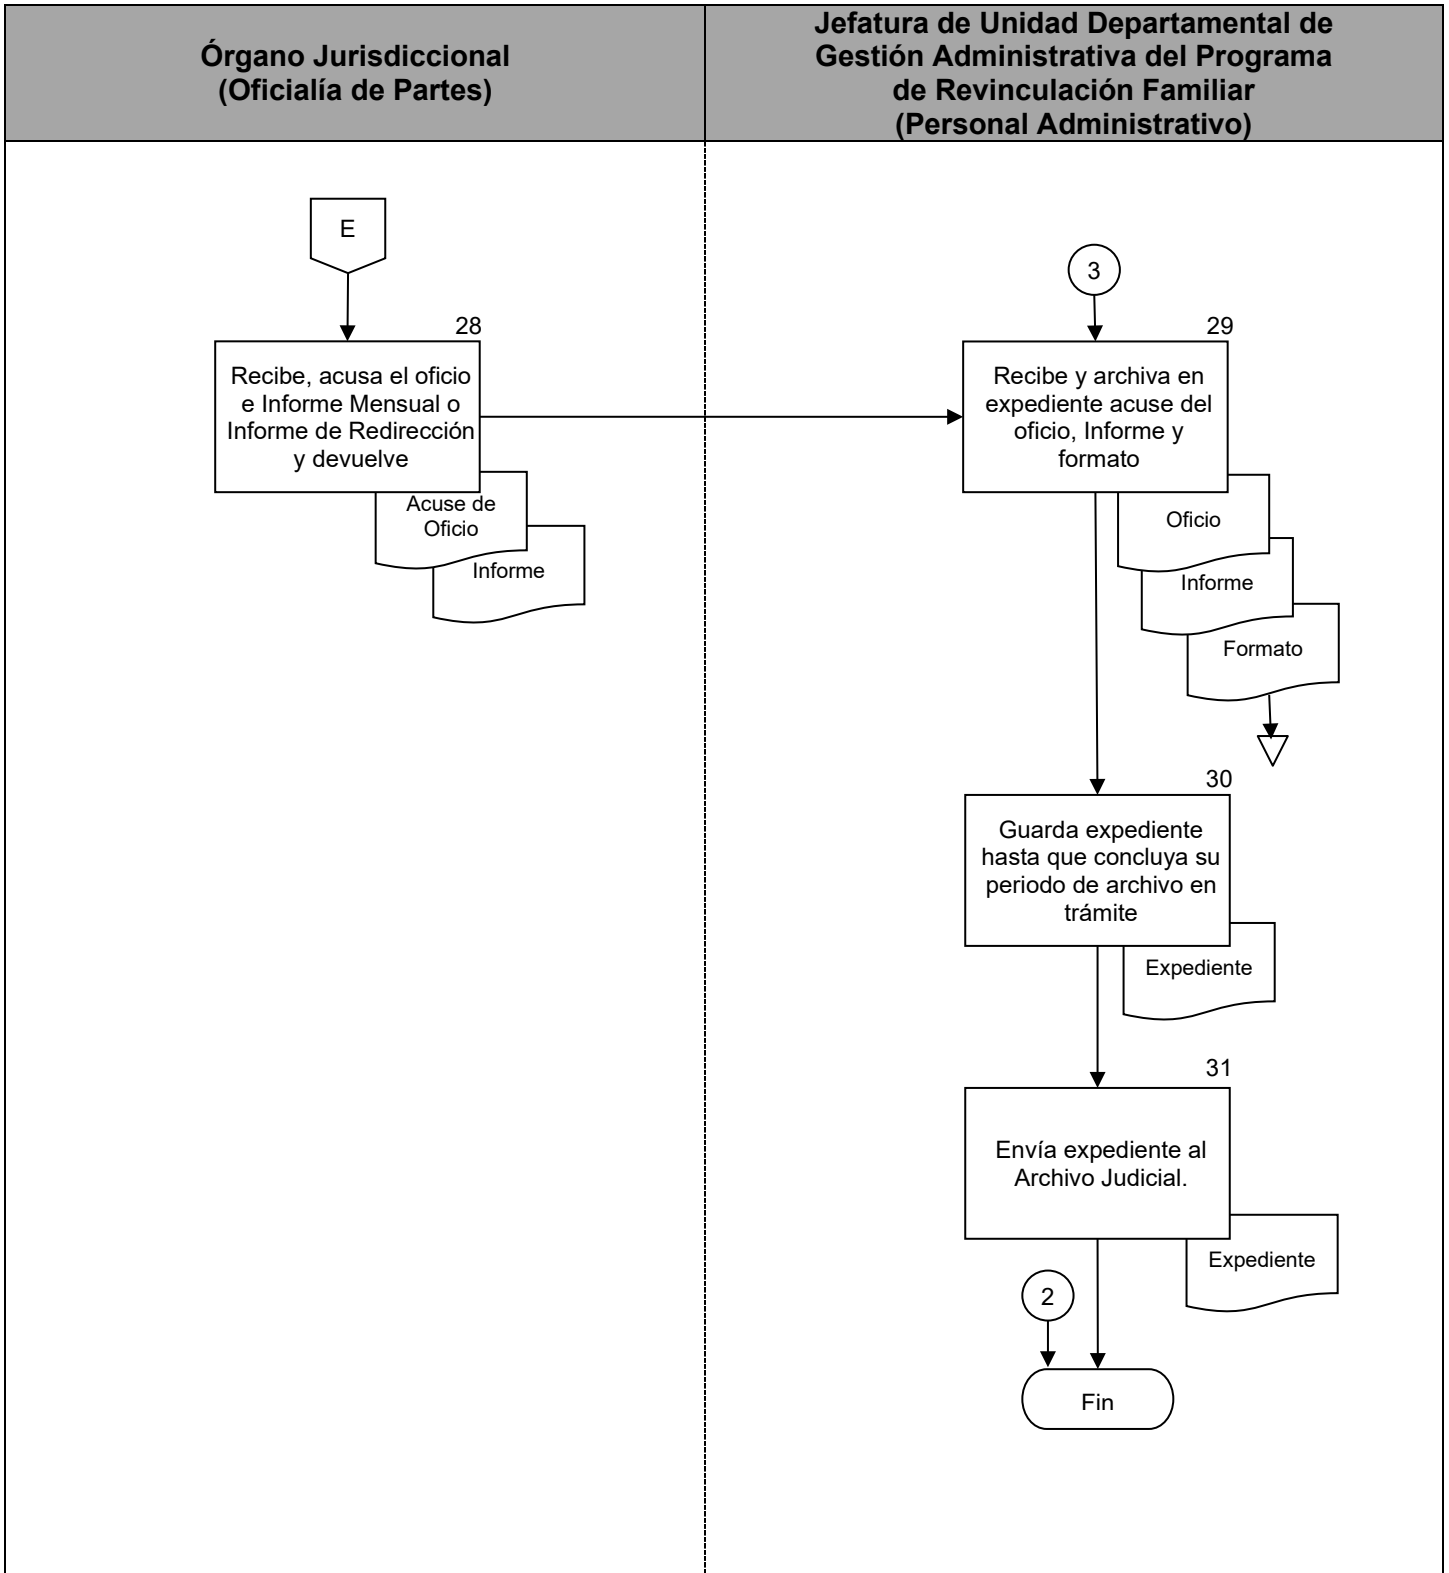 Órgano Jurisdiccional
(Oficialía de Partes)
Jefatura de Unidad Departamental de
Gestión Administrativa del Programa
de Revinculación Familiar
(Personal Administrativo)
E
28
Recibe, acusa el oficio
e Informe Mensual o
Informe de Redirección
y devuelve
Acuse de
Oficio
Informe
3
29
Recibe y archiva en
expediente acuse del
oficio, Informe y
formato
Oficio
Informe
Formato
30
Guarda expediente
hasta que concluya su
periodo de archivo en
trámite
Expediente
31
Envía expediente al
Archivo Judicial.
Expediente
2
Fin